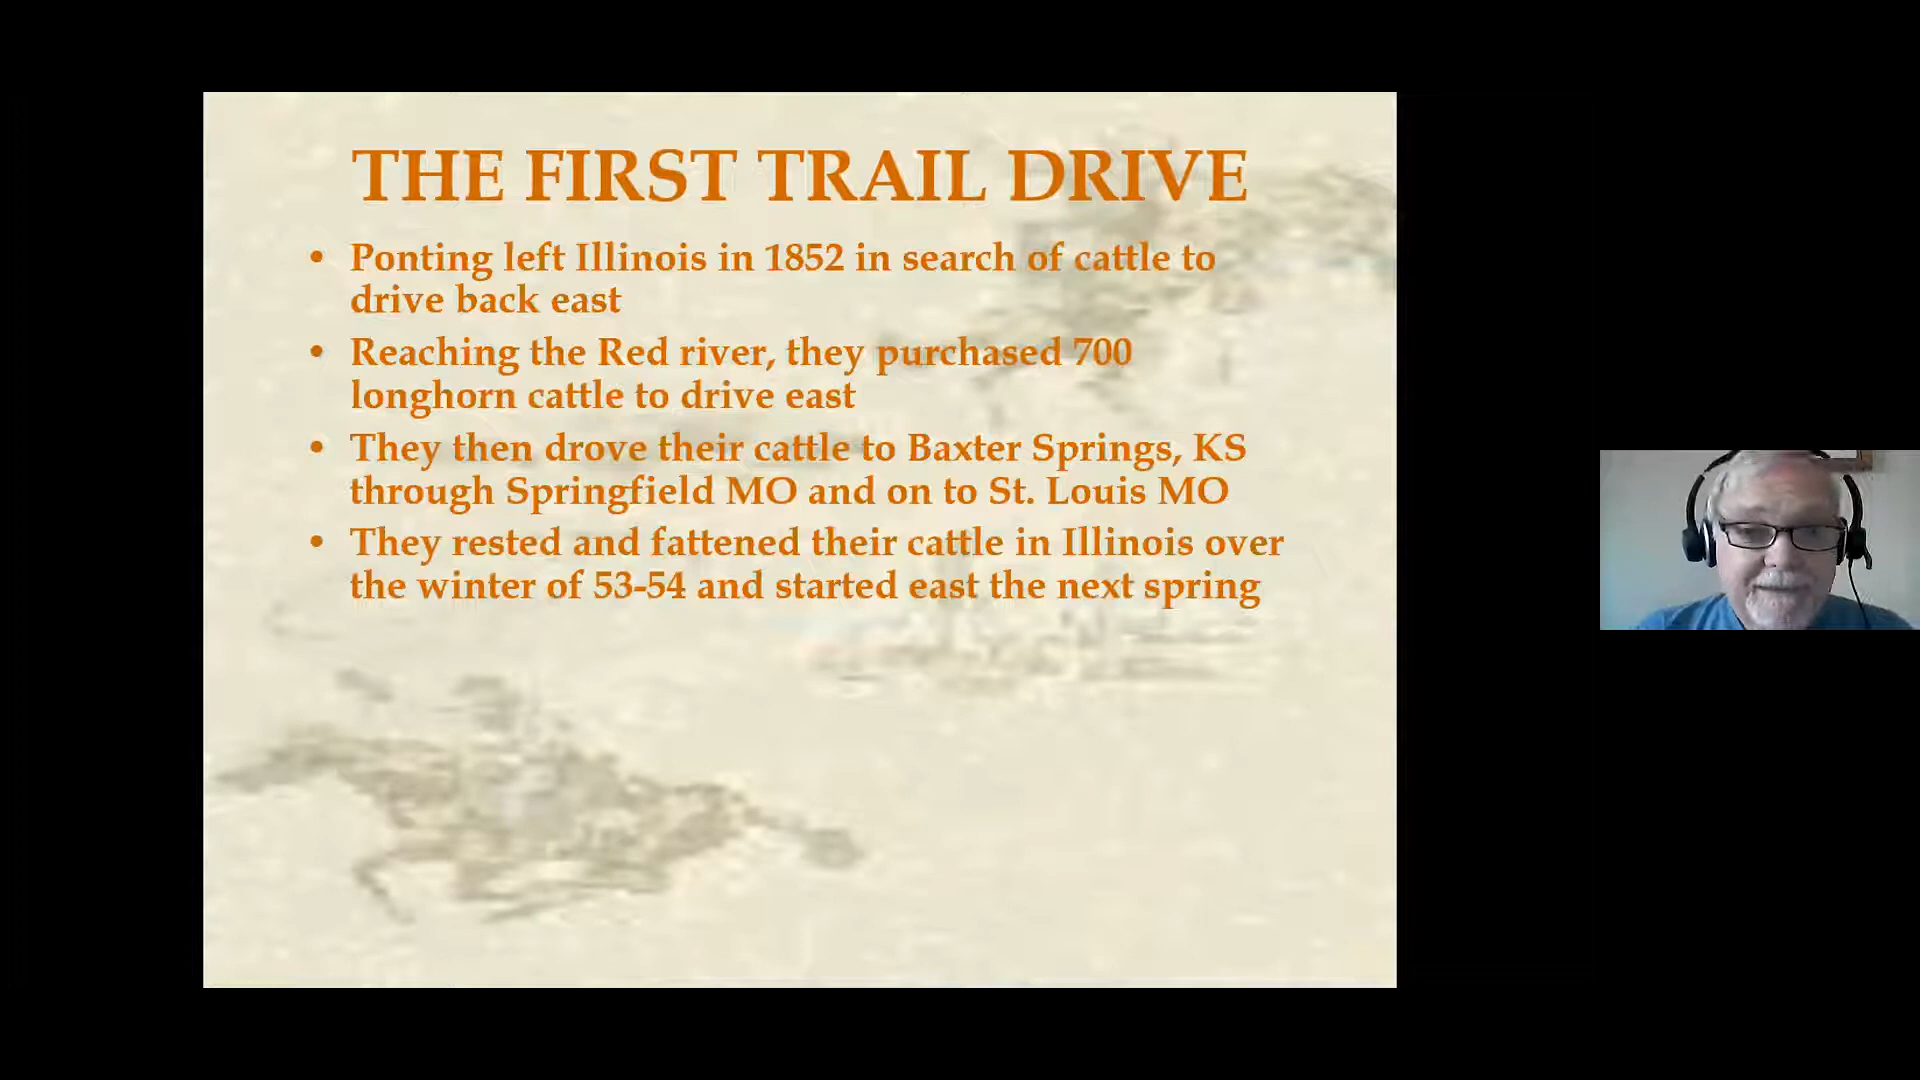 THE FIRST TRAIL DRIVE
• Ponting left Illinois in 1852 in search of cattle to
drive back east
• Reaching the Red river, they purchased 700
longhorn cattle to drive east
• They then drove their cattle to Baxter Springs, KS
through Springfield MO and on to St. Louis MO
• They rested and fattened their cattle in Illinois over
the winter of 53-54 and started east the next spring